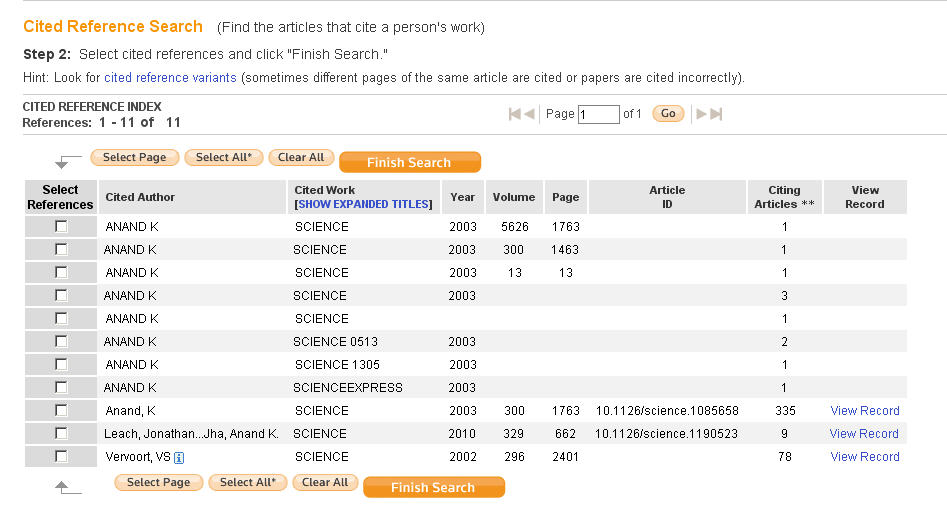 Cited Reference Search (Find the articles that cite a person's work)
Step 2: Select cited references and click "Finish Search."
Hint: Look for cited reference variants (sometimes different pages of the same article are cited or papers are cited incorrectly).
CITED REFERENCE INDEX
References: 1 - 11 of 11
Page 1 of 1 Go
Select Page Select All* Clear All Finish Search
Select References Cited Author Cited Work [SHOW EXPANDED TITLES] Year Volume Page Article ID Citing Articles ** View Record
ANAND K SCIENCE 2003 5626 1763 1
ANAND K SCIENCE 2003 300 1463 1
ANAND K SCIENCE 2003 13 13 1
ANAND K SCIENCE 2003 3
ANAND K SCIENCE 1
ANAND K SCIENCE 0513 2003 2
ANAND K SCIENCE 1305 2003 1
ANAND K SCIENCEEXPRESS 2003 1
Anand, K SCIENCE 2003 300 1763 10.1126/science.1085658 335 View Record
Leach, Jonathan...Jha, Anand K. SCIENCE 2010 329 662 10.1126/science.1190523 9 View Record
Vervoort, VS i SCIENCE 2002 296 2401 78 View Record
Select Page Select All* Clear All Finish Search